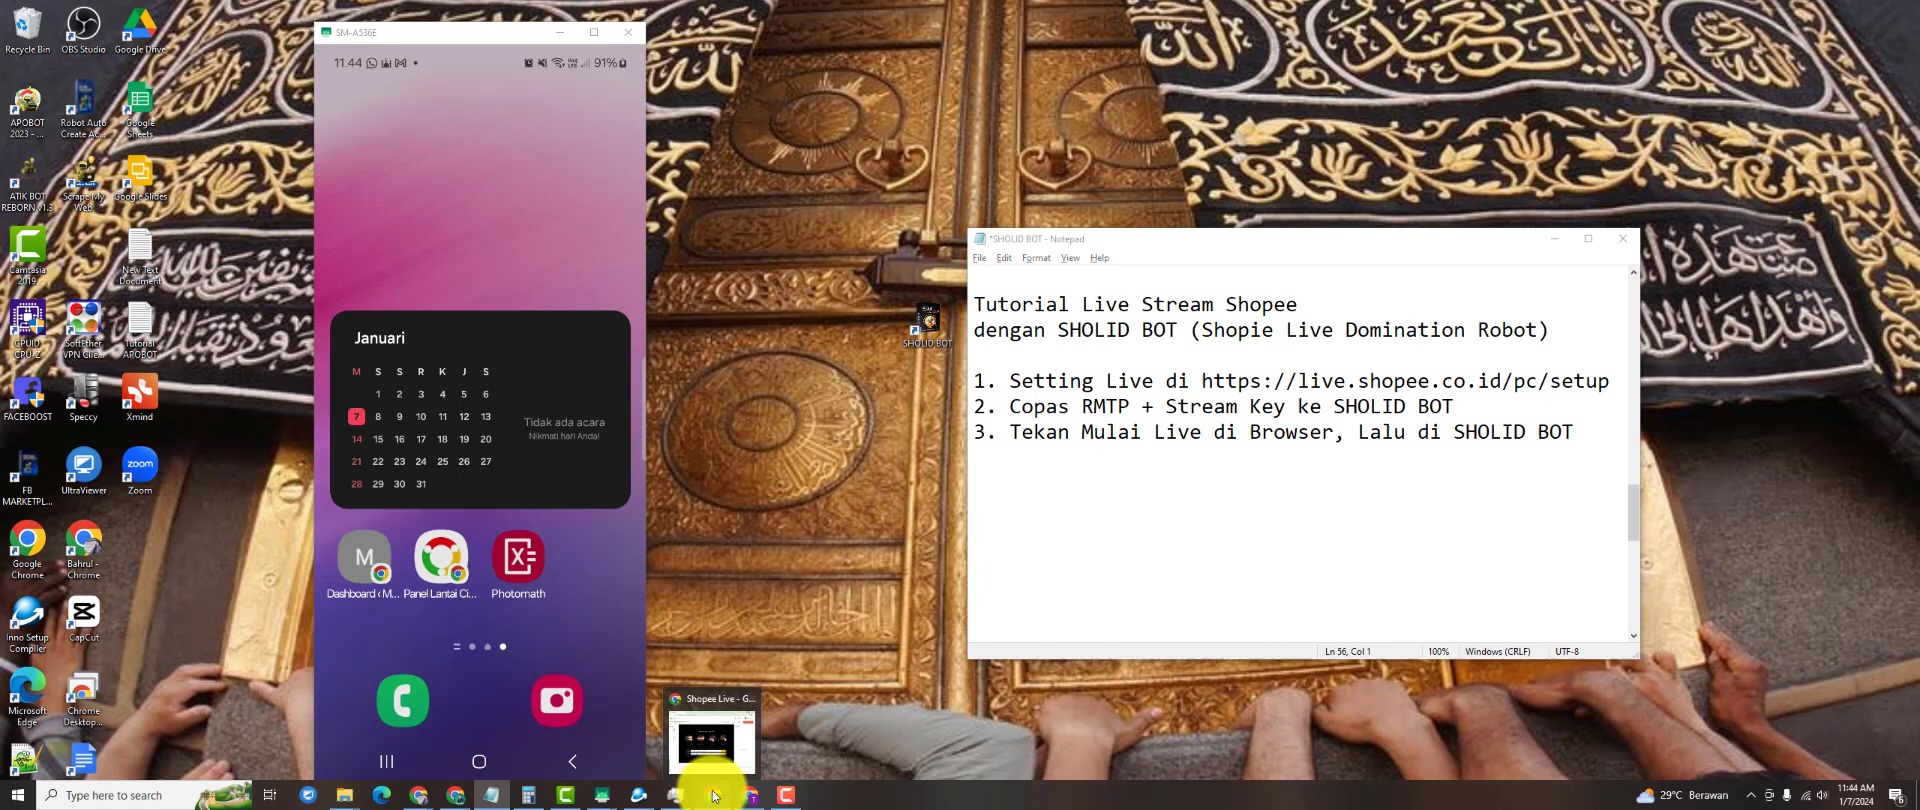 Recycle Bin
OBS Studio
Google Drive
APOBOT
2023 - ...
Robot Auto
Create Ac...
Google
Sheets
ATIK BOT
REBORN v1.3
Scrape My
Web
Google Slides
Camtasia
2019
New Text
Document
CPUID
CPU-Z
SoftEther
VPN Clie...
Tutorial
APOBOT
FACEBOOST
Speccy
Xmind
FB
MARKETPL...
UltraViewer
Zoom
zoom
Google
Chrome
Bahrul -
Chrome
Inno Setup
Compiler
CapCut
Microsoft
Edge
Chrome
Desktop...
SM-A536E
11.44
91%
Januari
M S S R K J S
1 2 3 4 5 6
7 8 9 10 11 12 13
14 15 16 17 18 19 20
21 22 23 24 25 26 27
28 29 30 31
Tidak ada acara
Nikmati hari Anda!
M
Dashboard ‹ M...
Panel Lantai Ci...
Photomath
SHOLID BOT
*SHOLID BOT - Notepad
File Edit Format View Help
Tutorial Live Stream Shopee
dengan SHOLID BOT (Shopie Live Domination Robot)
1. Setting Live di https://live.shopee.co.id/pc/setup
2. Copas RMTP + Stream Key ke SHOLID BOT
3. Tekan Mulai Live di Browser, Lalu di SHOLID BOT
Ln 56, Col 1
100%
Windows (CRLF)
UTF-8
Shopee Live - G...
Type here to search
29°C Berawan
11:44 AM
1/7/2024
6